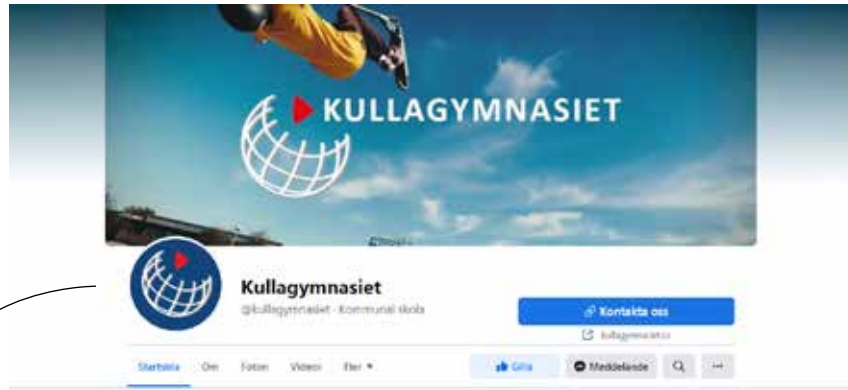 KULLAGYMNASIET
Kullagymnasiet
@kullagymnasiet · Kommunal skola
Kontakta oss
Startsida Om Foton Videor Fler
Gilla Meddelande